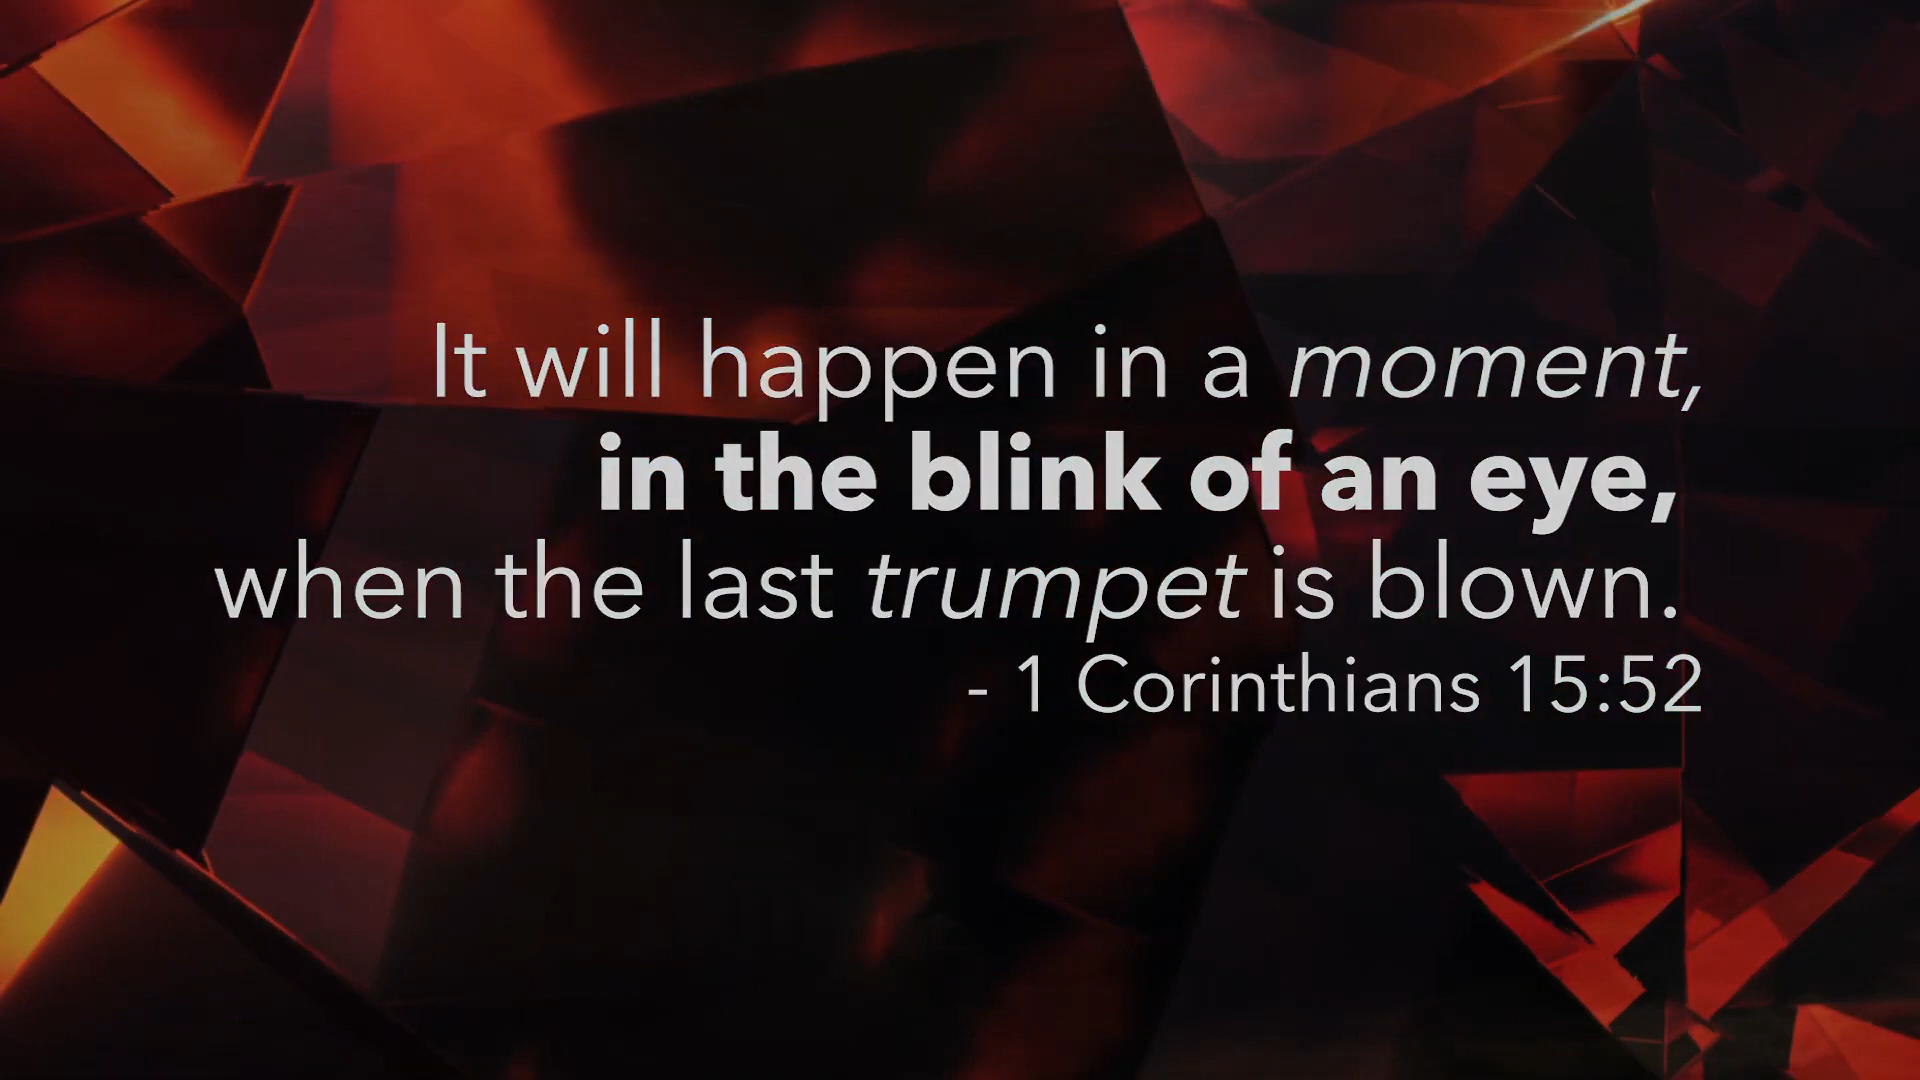 It will happen in a moment,
in the blink of an eye,
when the last trumpet is blown.
- 1 Corinthians 15:52